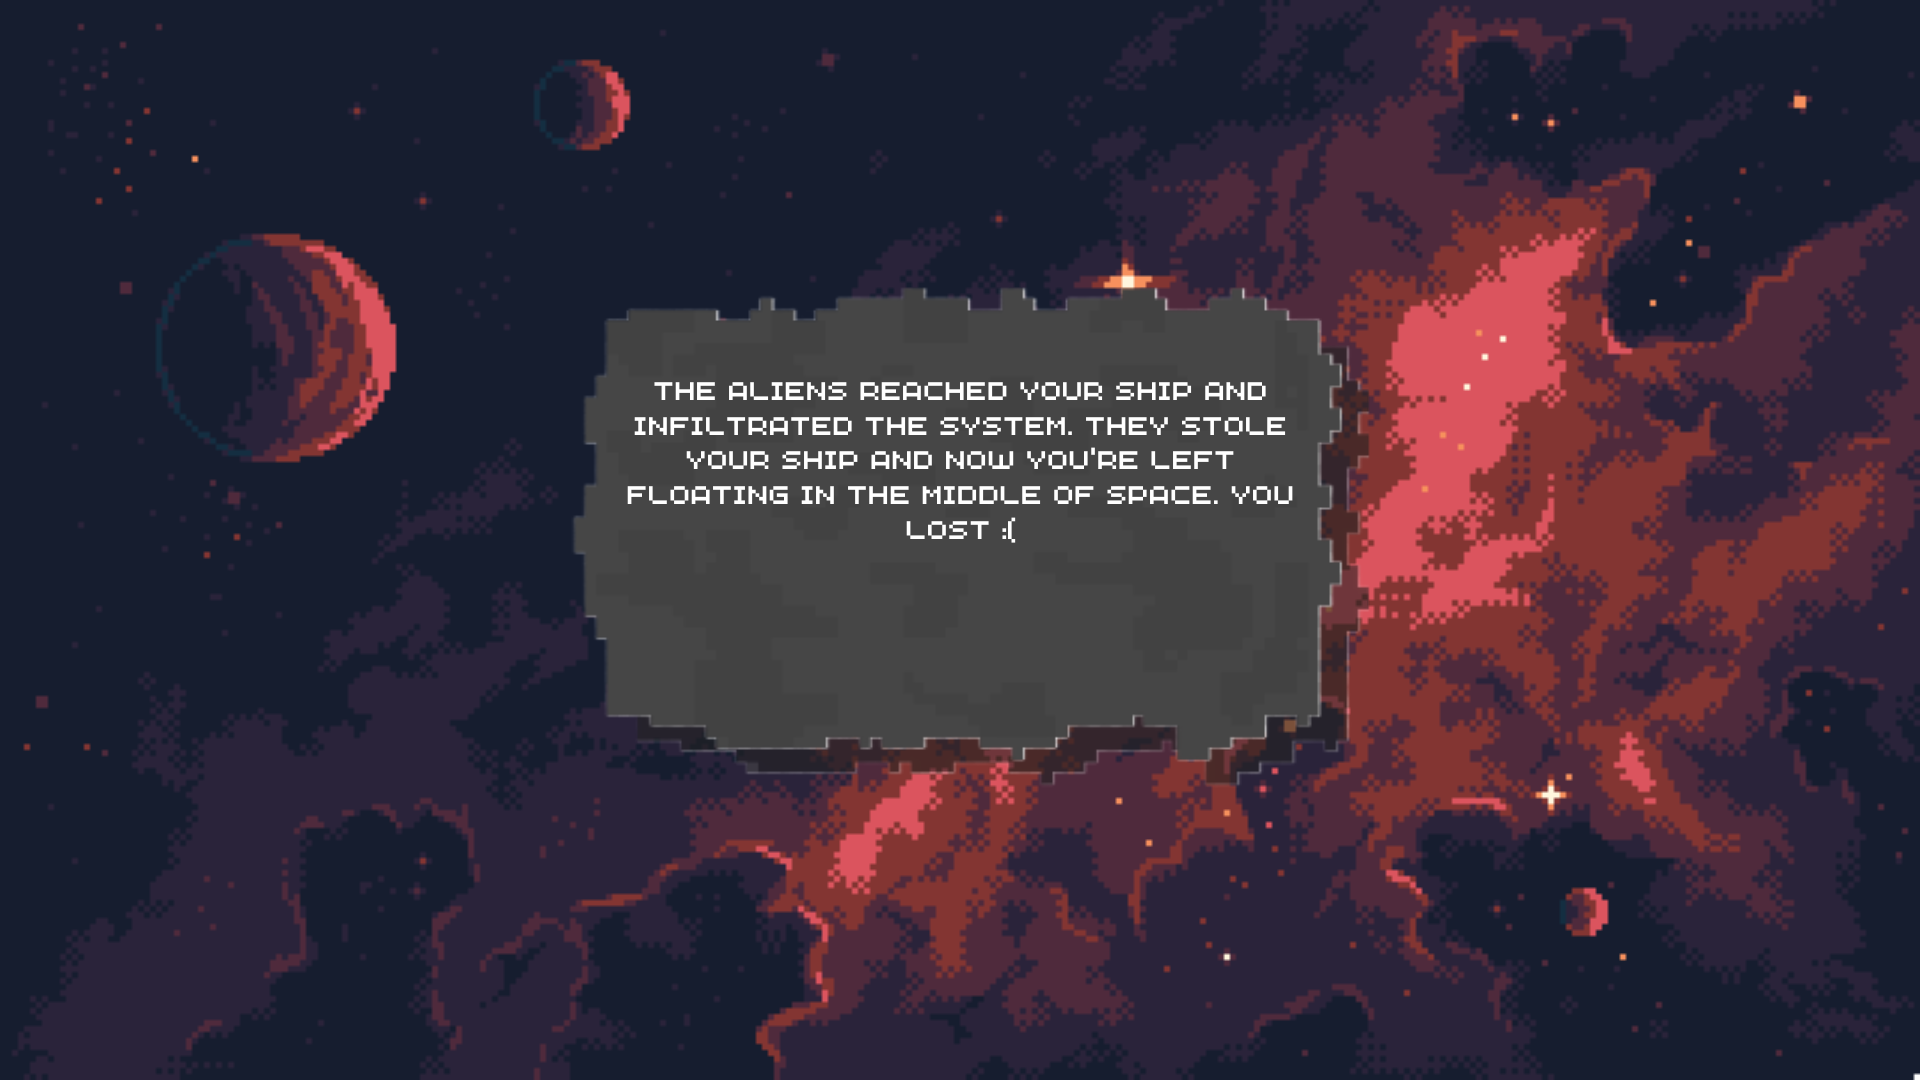 THE ALIENS REACHED YOUR SHIP AND
INFILTRATED THE SYSTEM. THEY STOLE
YOUR SHIP AND NOW YOU'RE LEFT
FLOATING IN THE MIDDLE OF SPACE. YOU
LOST :(